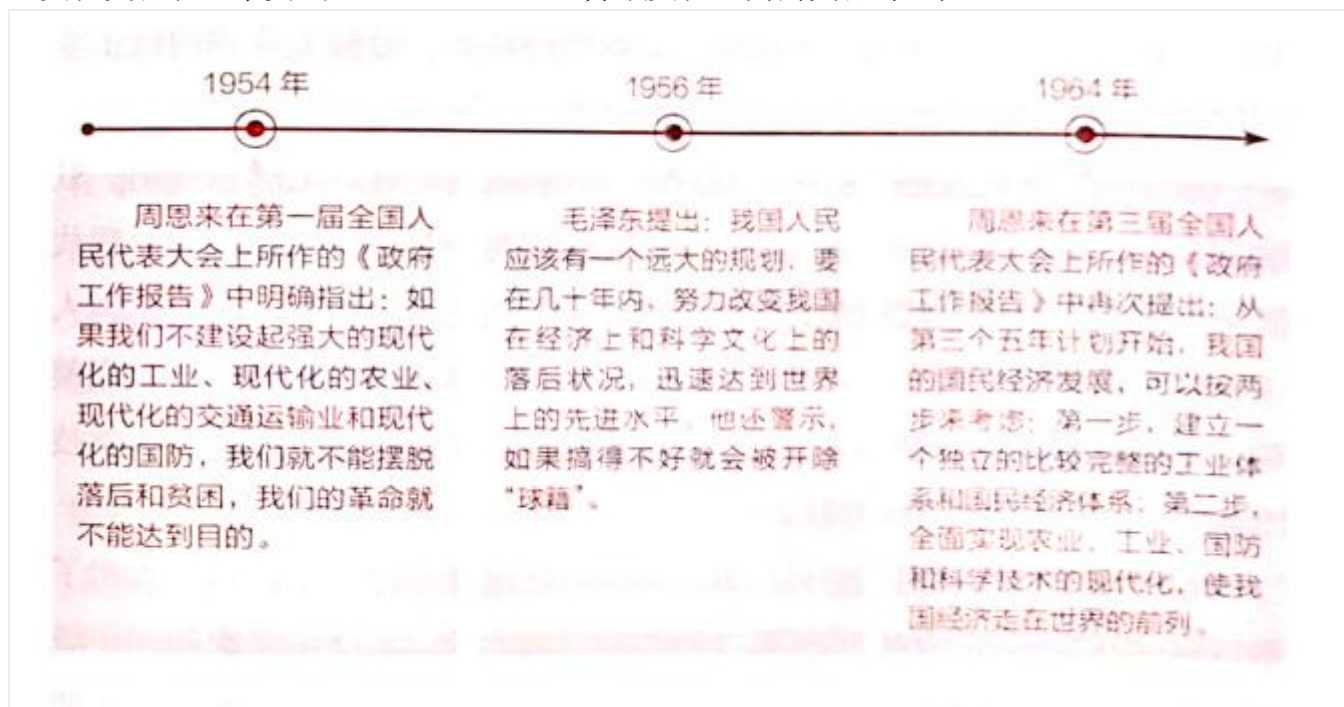 1954 年
1956 年
1964 年
周恩来在第一届全国人
民代表大会上所作的《政府
工作报告》中明确指出：如
果我们不建设起强大的现代
化的工业、现代化的农业、
现代化的交通运输业和现代
化的国防，我们就不能摆脱
落后和贫困，我们的革命就
不能达到目的。
毛泽东提出：我国人民
应该有一个远大的规划，要
在几十年内，努力改变我国
在经济上和科学文化上的
落后状况，迅速达到世界
上的先进水平。他还警示，
如果搞得不好就会被开除
“球籍”。
周恩来在第三届全国人
民代表大会上所作的《政府
工作报告》中再次提出：从
第三个五年计划开始，我国
的国民经济发展，可以按两
步来考虑：第一步，建立一
个独立的比较完整的工业体
系和国民经济体系；第二步，
全面实现农业、工业、国防
和科学技术的现代化，使我
国经济走在世界的前列。